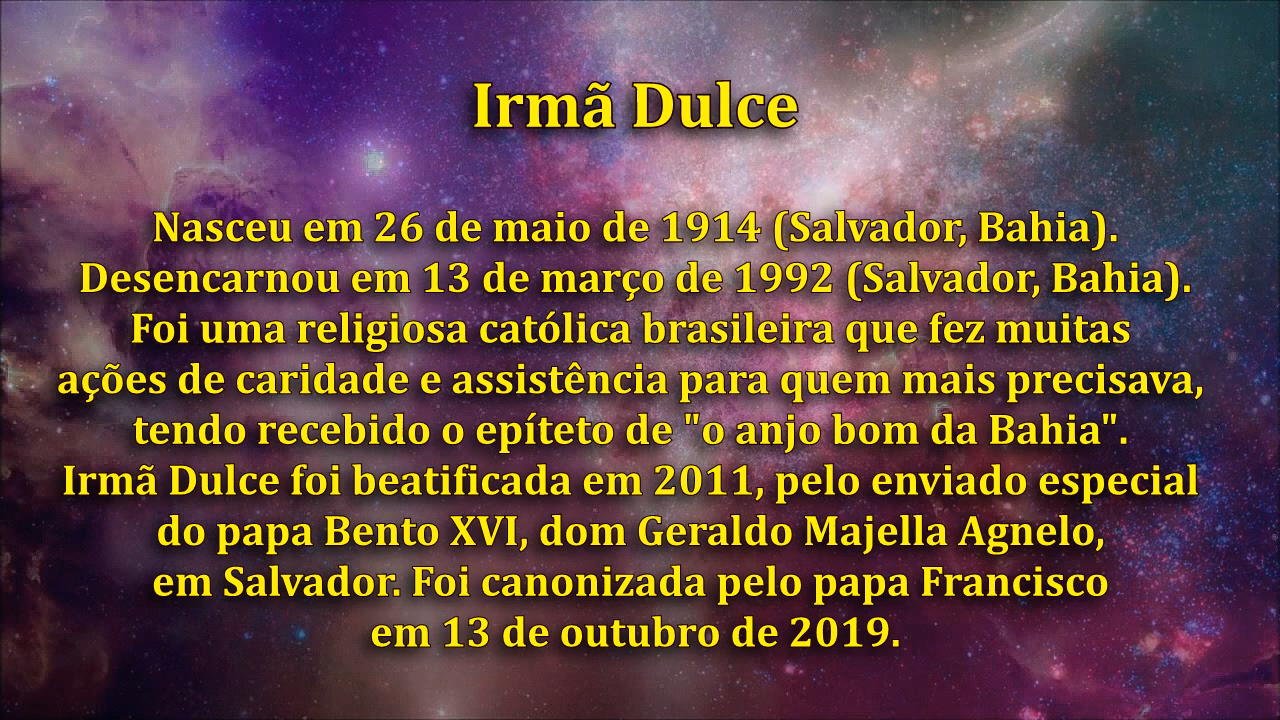 Irmã Dulce
Nasceu em 26 de maio de 1914 (Salvador, Bahia).
Desencarnou em 13 de março de 1992 (Salvador, Bahia).
Foi uma religiosa católica brasileira que fez muitas
ações de caridade e assistência para quem mais precisava,
tendo recebido o epíteto de "o anjo bom da Bahia".
Irmã Dulce foi beatificada em 2011, pelo enviado especial
do papa Bento XVI, dom Geraldo Majella Agnelo,
em Salvador. Foi canonizada pelo papa Francisco
em 13 de outubro de 2019.